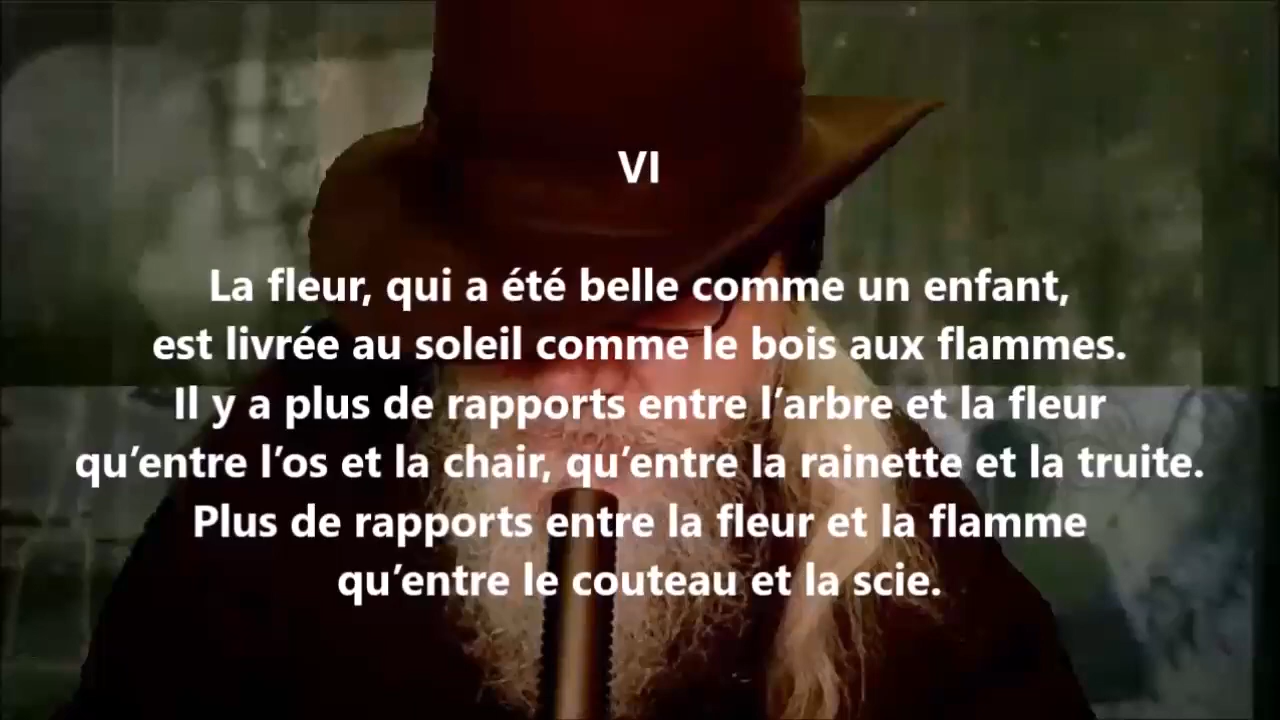 VI
La fleur, qui a été belle comme un enfant,
est livrée au soleil comme le bois aux flammes.
Il y a plus de rapports entre l’arbre et la fleur
qu’entre l’os et la chair, qu’entre la rainette et la truite.
Plus de rapports entre la fleur et la flamme
qu’entre le couteau et la scie.